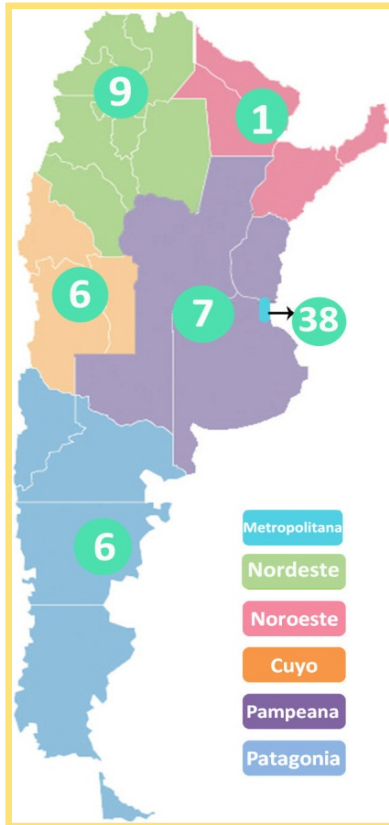 9
1
6
7
38
6
Metropolitana
Nordeste
Noroeste
Cuyo
Pampeana
Patagonia